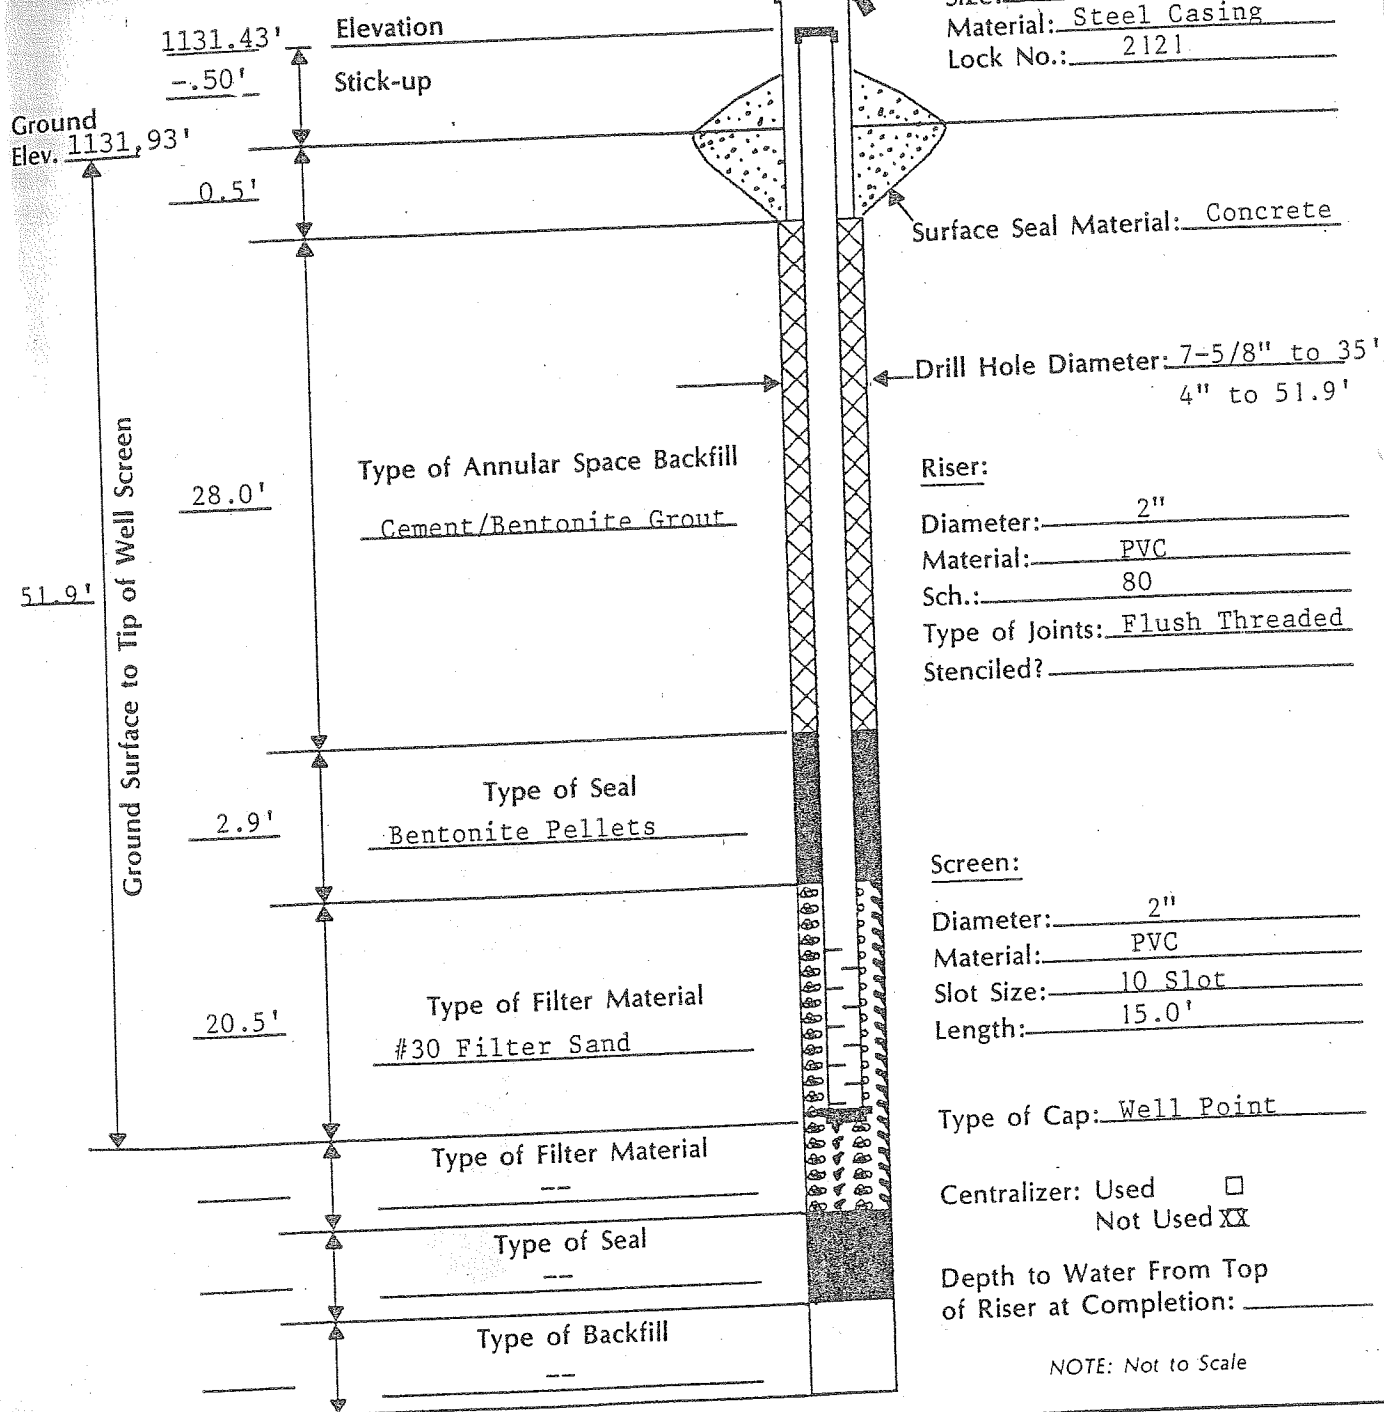 Material: Steel Casing
Lock No.: 2121
1131.43' Elevation
-.50' Stick-up
Ground
Elev. 1131,93'
0.5'
Surface Seal Material: Concrete
Drill Hole Diameter: 7-5/8" to 35'
4" to 51.9'
Type of Annular Space Backfill
28.0'
Cement/Bentonite Grout
Riser:
Diameter: 2"
Material: PVC
Sch.: 80
Type of Joints: Flush Threaded
Stenciled?
51.9'
Ground Surface to Tip of Well Screen
Type of Seal
2.9'
Bentonite Pellets
Screen:
Diameter: 2"
Material: PVC
Slot Size: 10 Slot
Length: 15.0'
Type of Filter Material
20.5'
#30 Filter Sand
Type of Cap: Well Point
Type of Filter Material
--
Centralizer: Used □
Not Used XX
Type of Seal
--
Depth to Water From Top
of Riser at Completion:
Type of Backfill
--
NOTE: Not to Scale